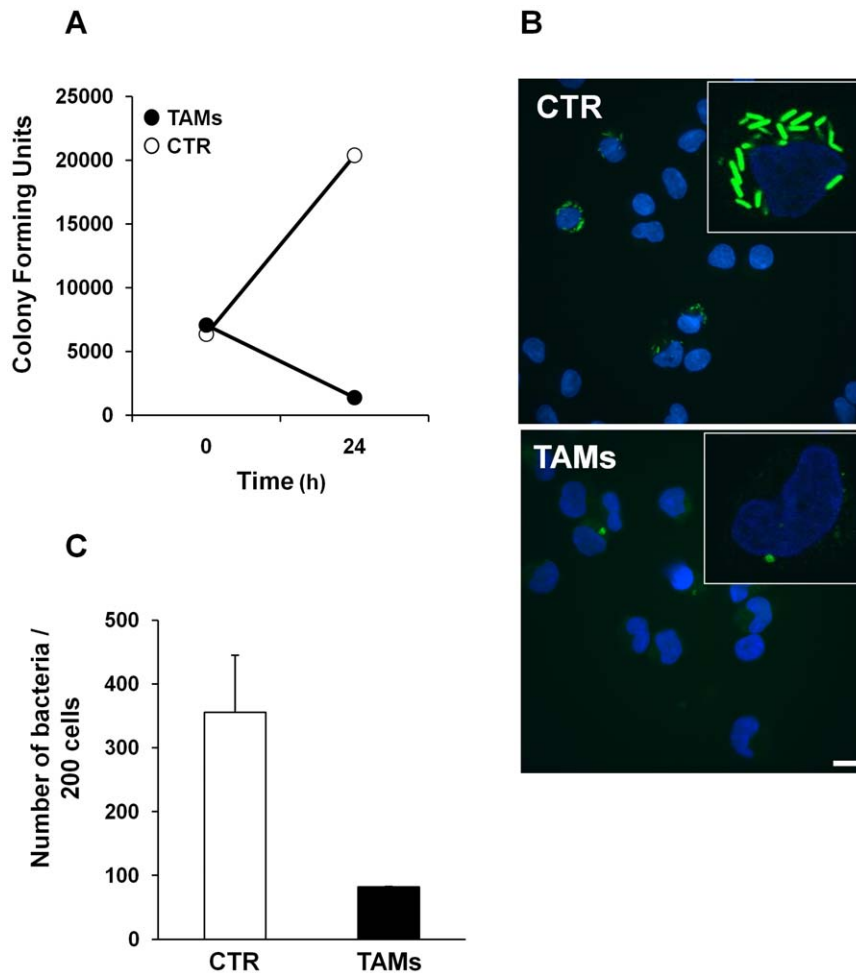 A
25000
20000
15000
10000
5000
0
Colony Forming Units
TAMs
CTR
0 24
Time (h)
B
CTR
TAMs
C
500
400
300
200
100
0
Number of bacteria /
200 cells
CTR TAMs